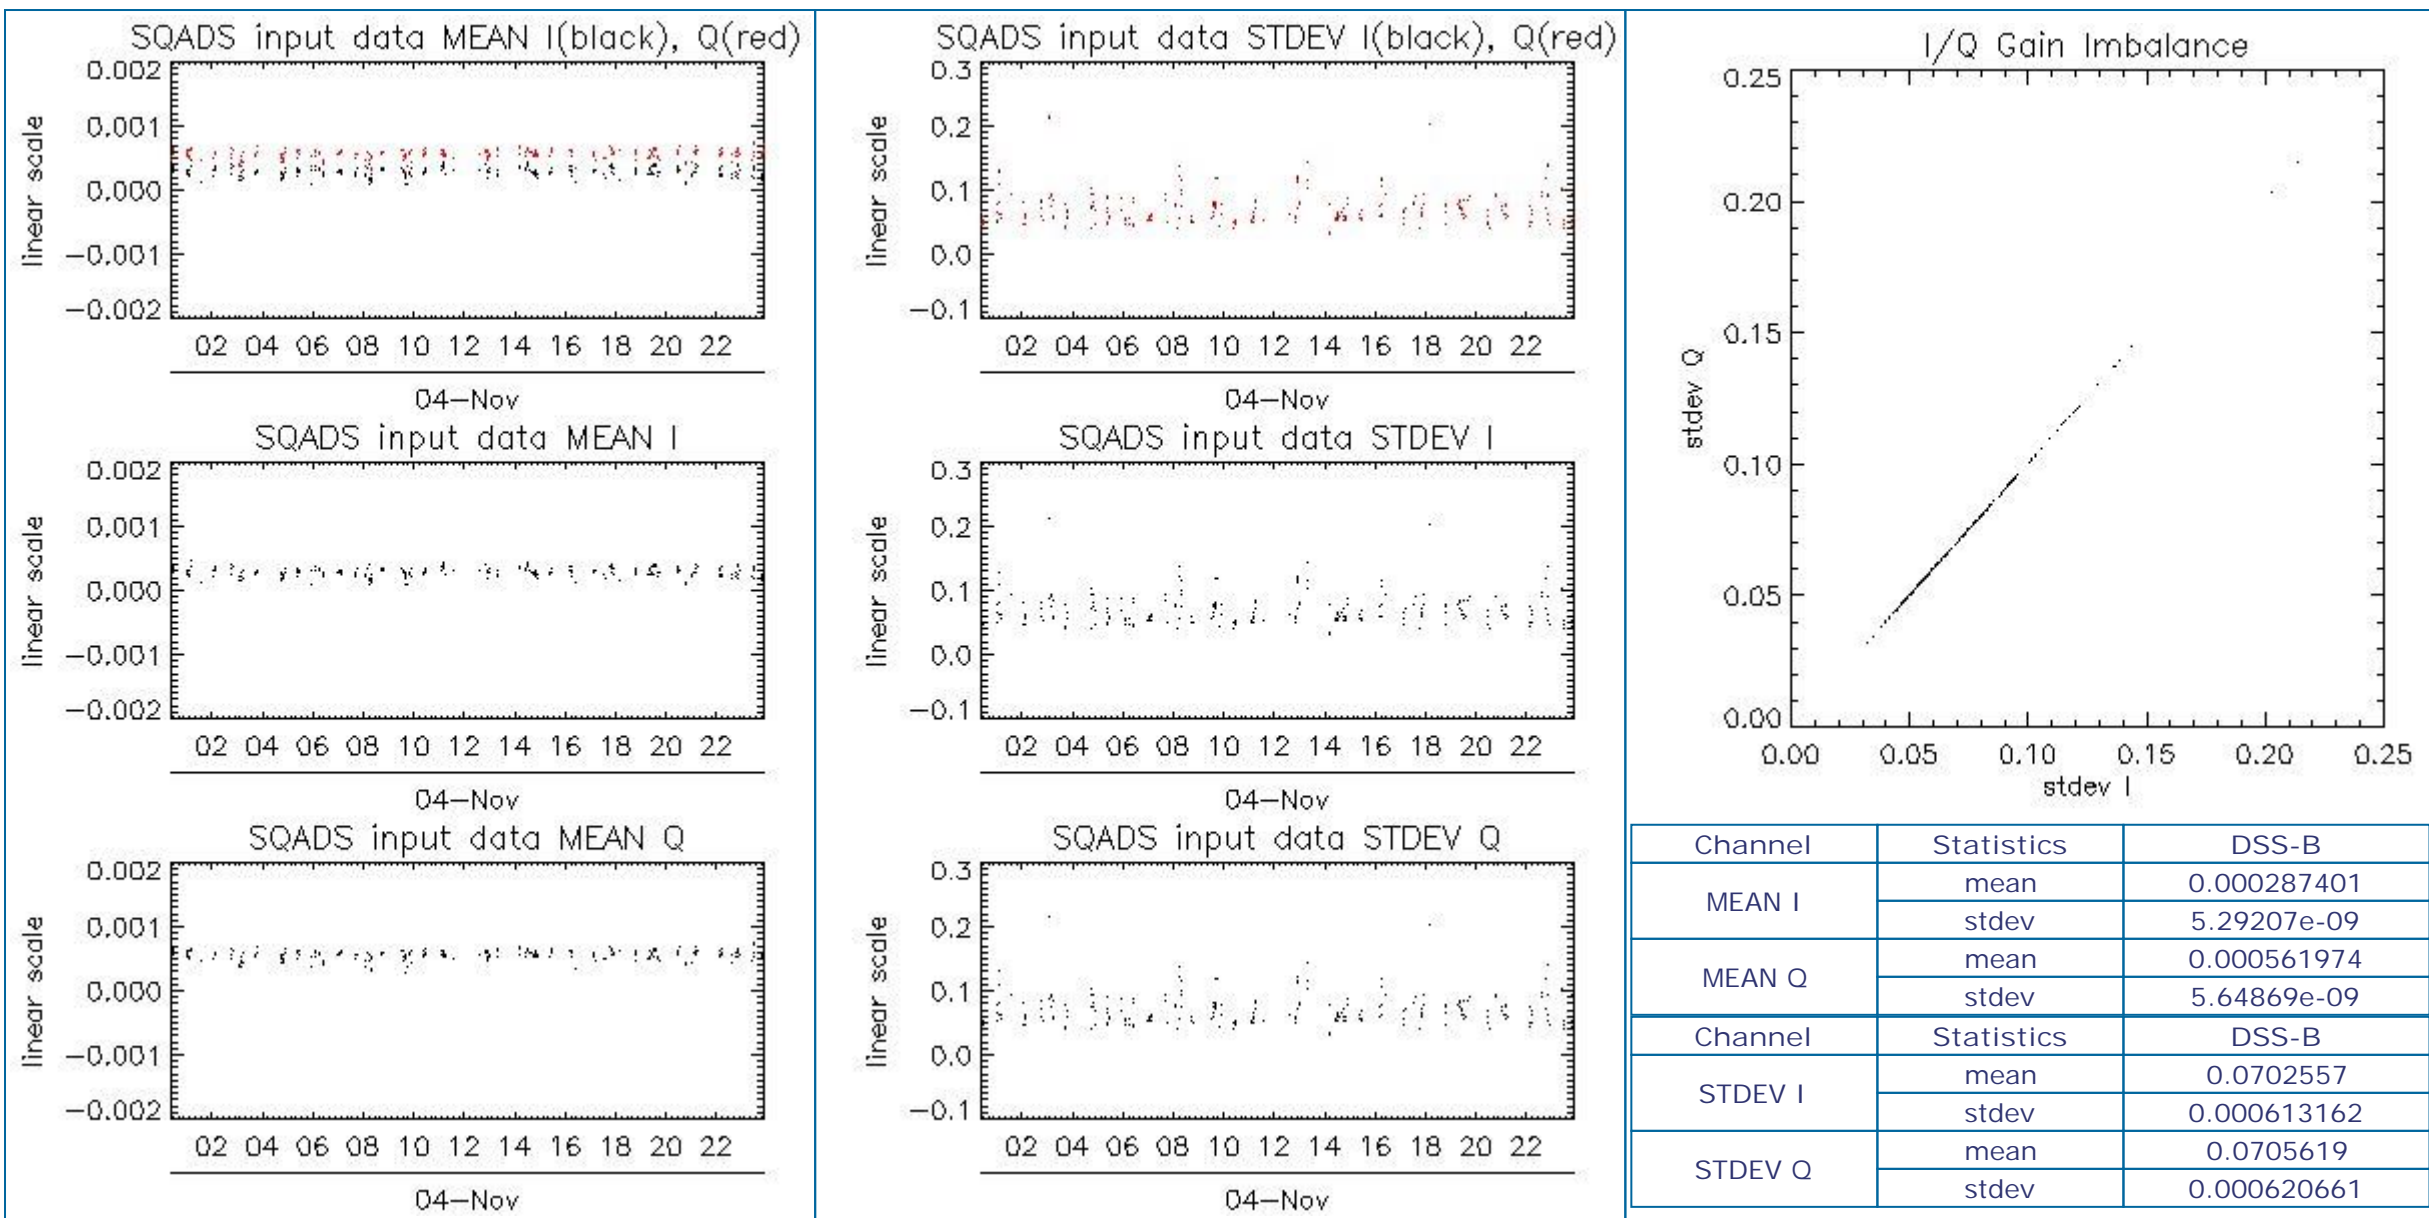 SQADS input data MEAN I(black), Q(red)
0.002
0.001
0.000
−0.001
−0.002
linear scale
02 04 06 08 10 12 14 16 18 20 22
04−Nov
SQADS input data MEAN I
0.002
0.001
0.000
−0.001
−0.002
linear scale
02 04 06 08 10 12 14 16 18 20 22
04−Nov
SQADS input data MEAN Q
0.002
0.001
0.000
−0.001
−0.002
linear scale
02 04 06 08 10 12 14 16 18 20 22
04−Nov
SQADS input data STDEV I(black), Q(red)
0.3
0.2
0.1
0.0
−0.1
linear scale
02 04 06 08 10 12 14 16 18 20 22
04−Nov
SQADS input data STDEV I
0.3
0.2
0.1
0.0
−0.1
linear scale
02 04 06 08 10 12 14 16 18 20 22
04−Nov
SQADS input data STDEV Q
0.3
0.2
0.1
0.0
−0.1
linear scale
02 04 06 08 10 12 14 16 18 20 22
04−Nov
I/Q Gain Imbalance
0.25
0.20
0.15
0.10
0.05
0.00
stdev Q
0.00 0.05 0.10 0.15 0.20 0.25
stdev I
Channel Statistics DSS-B
MEAN I mean 0.000287401
stdev 5.29207e-09
MEAN Q mean 0.000561974
stdev 5.64869e-09
Channel Statistics DSS-B
STDEV I mean 0.0702557
stdev 0.000613162
STDEV Q mean 0.0705619
stdev 0.000620661